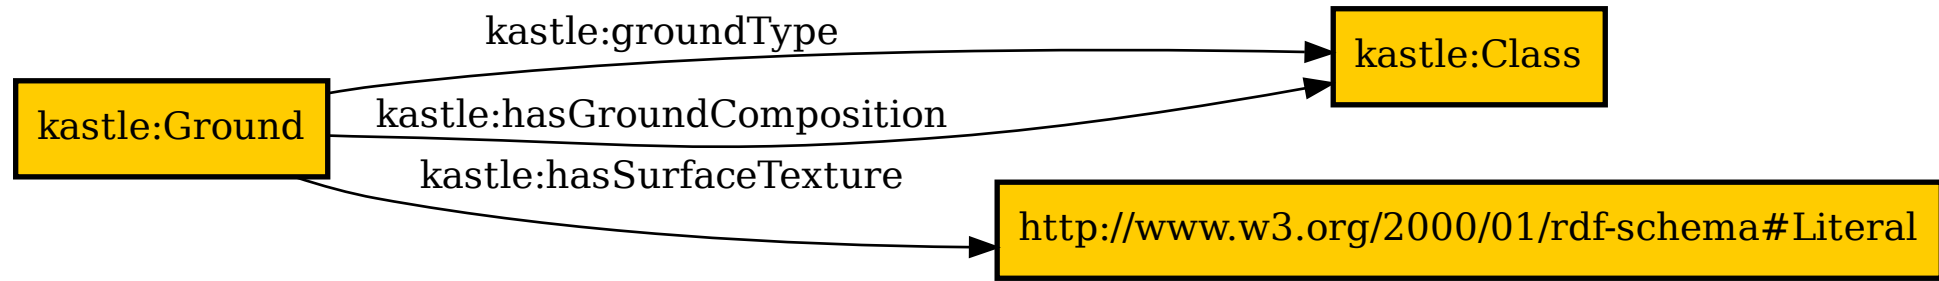 kastle:groundType
kastle:Class
kastle:Ground
kastle:hasGroundComposition
kastle:hasSurfaceTexture
http://www.w3.org/2000/01/rdf-schema#Literal